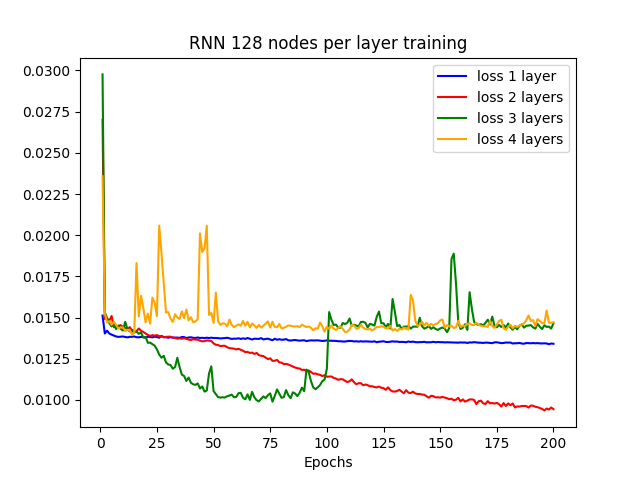 RNN 128 nodes per layer training
0.0300
0.0275
0.0250
0.0225
0.0200
0.0175
0.0150
0.0125
0.0100
loss 1 layer
loss 2 layers
loss 3 layers
loss 4 layers
0 25 50 75 100 125 150 175 200
Epochs